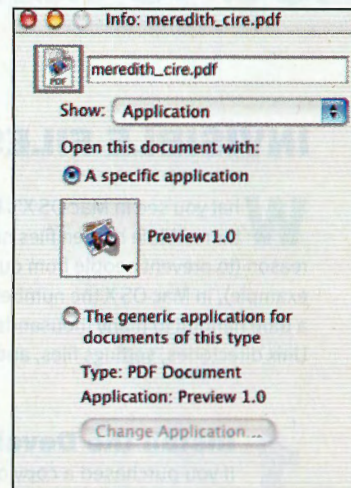 Info: meredith_cire.pdf
PDF
meredith_cire.pdf
Show: Application
Open this document with:
A specific application
Preview 1.0
The generic application for
documents of this type
Type: PDF Document
Application: Preview 1.0
Change Application ...